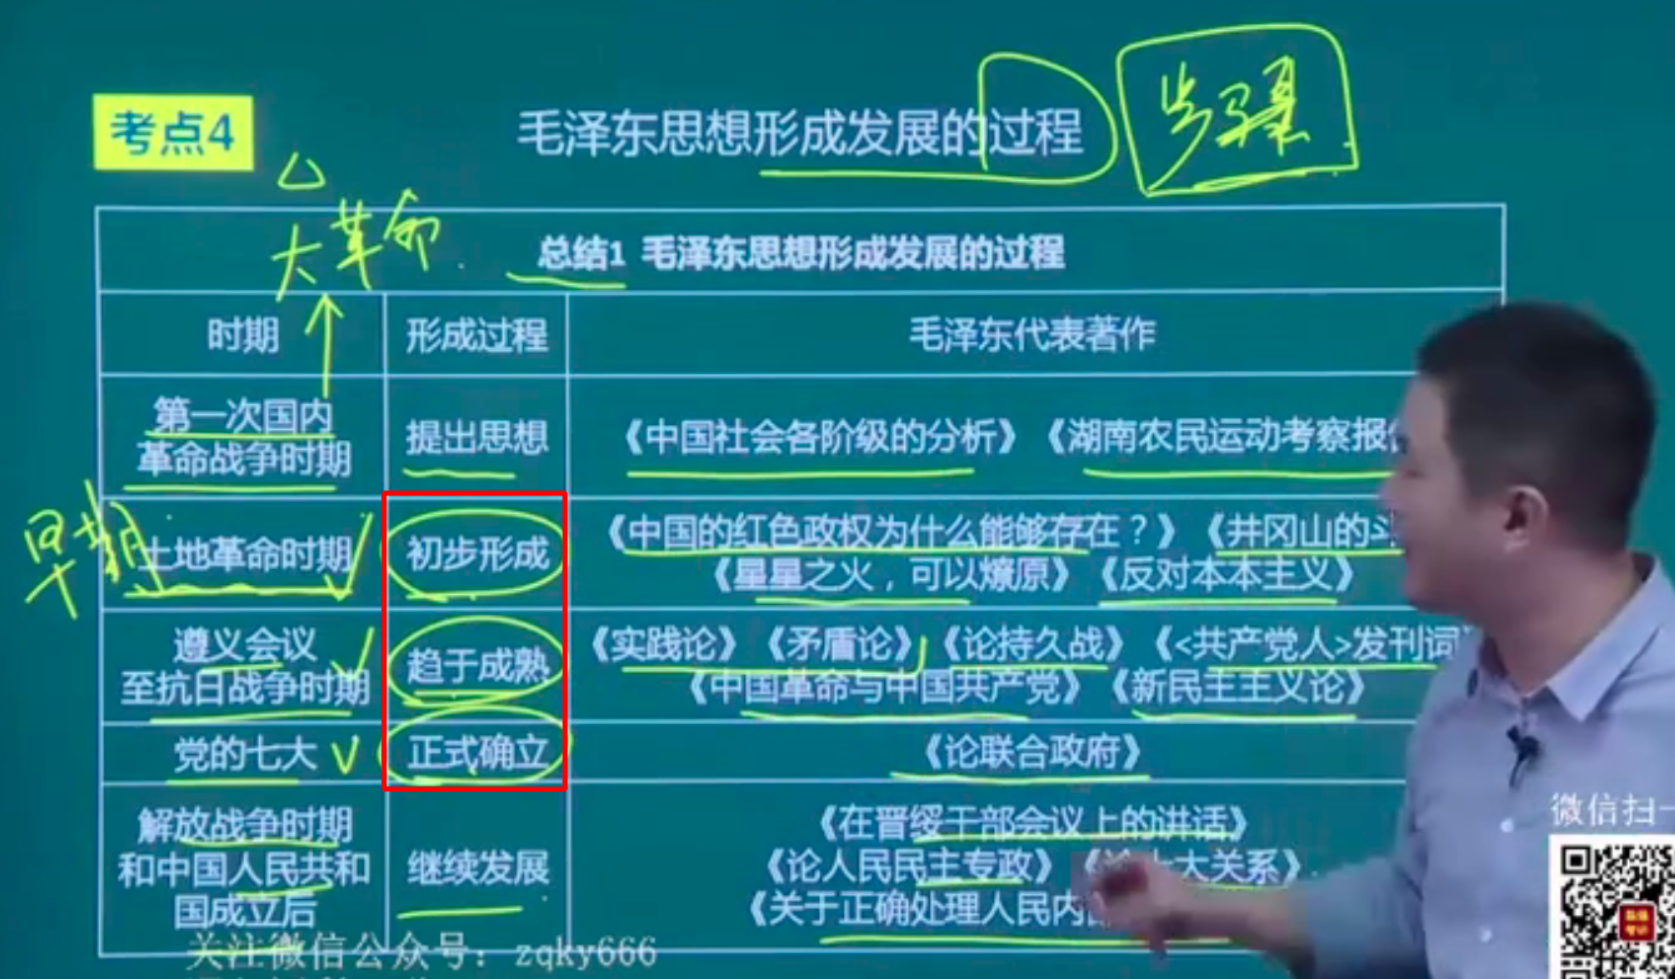 考点4
毛泽东思想形成发展的过程
步骤
大革命
总结1 毛泽东思想形成发展的过程
时期
形成过程
毛泽东代表著作
第一次国内
革命战争时期
提出思想
《中国社会各阶级的分析》《湖南农民运动考察报告
早期
土地革命时期
初步形成
《中国的红色政权为什么能够存在？》《井冈山的斗
《星星之火，可以燎原》《反对本本主义》
遵义会议
至抗日战争时期
趋于成熟
《实践论》《矛盾论》《论持久战》《<共产党人>发刊词》
《中国革命与中国共产党》《新民主主义论》
党的七大
正式确立
《论联合政府》
解放战争时期
和中国人民共和
国成立后
继续发展
《在晋绥干部会议上的讲话》
《论人民民主专政》《论十大关系》
《关于正确处理人民内
微信扫一
关注微信公众号：zqky666